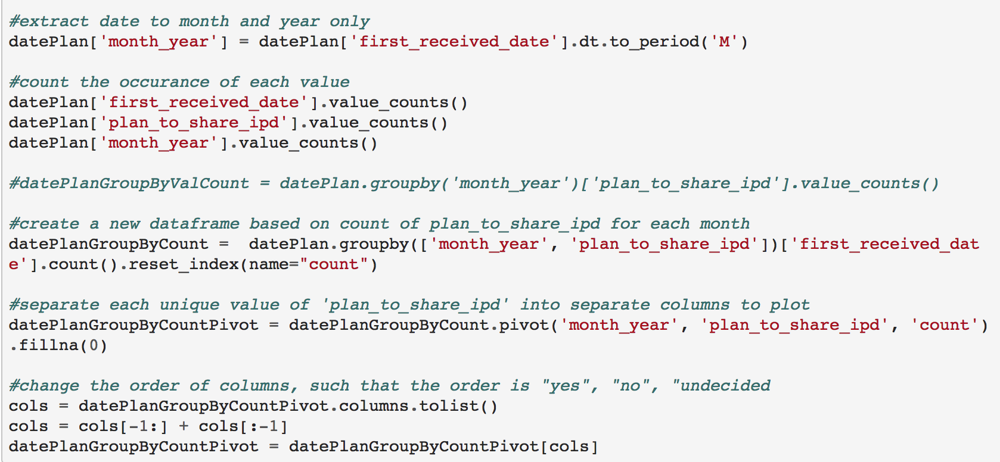 #extract date to month and year only
datePlan['month_year'] = datePlan['first_received_date'].dt.to_period('M')
#count the occurance of each value
datePlan['first_received_date'].value_counts()
datePlan['plan_to_share_ipd'].value_counts()
datePlan['month_year'].value_counts()
#datePlanGroupByValCount = datePlan.groupby('month_year')['plan_to_share_ipd'].value_counts()
#create a new dataframe based on count of plan_to_share_ipd for each month
datePlanGroupByCount =  datePlan.groupby(['month_year', 'plan_to_share_ipd'])['first_received_dat
e'].count().reset_index(name="count")
#separate each unique value of 'plan_to_share_ipd' into separate columns to plot
datePlanGroupByCountPivot = datePlanGroupByCount.pivot('month_year', 'plan_to_share_ipd', 'count')
.fillna(0)
#change the order of columns, such that the order is "yes", "no", "undecided
cols = datePlanGroupByCountPivot.columns.tolist()
cols = cols[-1:] + cols[:-1]
datePlanGroupByCountPivot = datePlanGroupByCountPivot[cols]